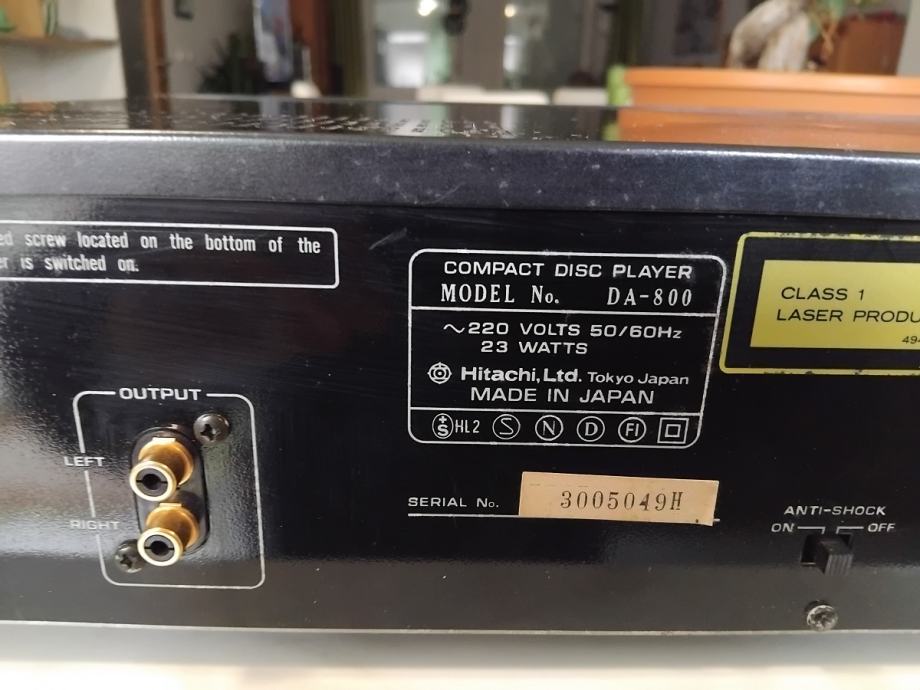 screw located on the bottom of the
is switched on.
COMPACT DISC PLAYER
MODEL No. DA-800
~220 VOLTS 50/60Hz
23 WATTS
Hitachi, Ltd. Tokyo Japan
MADE IN JAPAN
+S HL2 S N D FI
CLASS 1
LASER PRODU
494
OUTPUT
LEFT
RIGHT
SERIAL No. 3005049H
ANTI-SHOCK
ON OFF